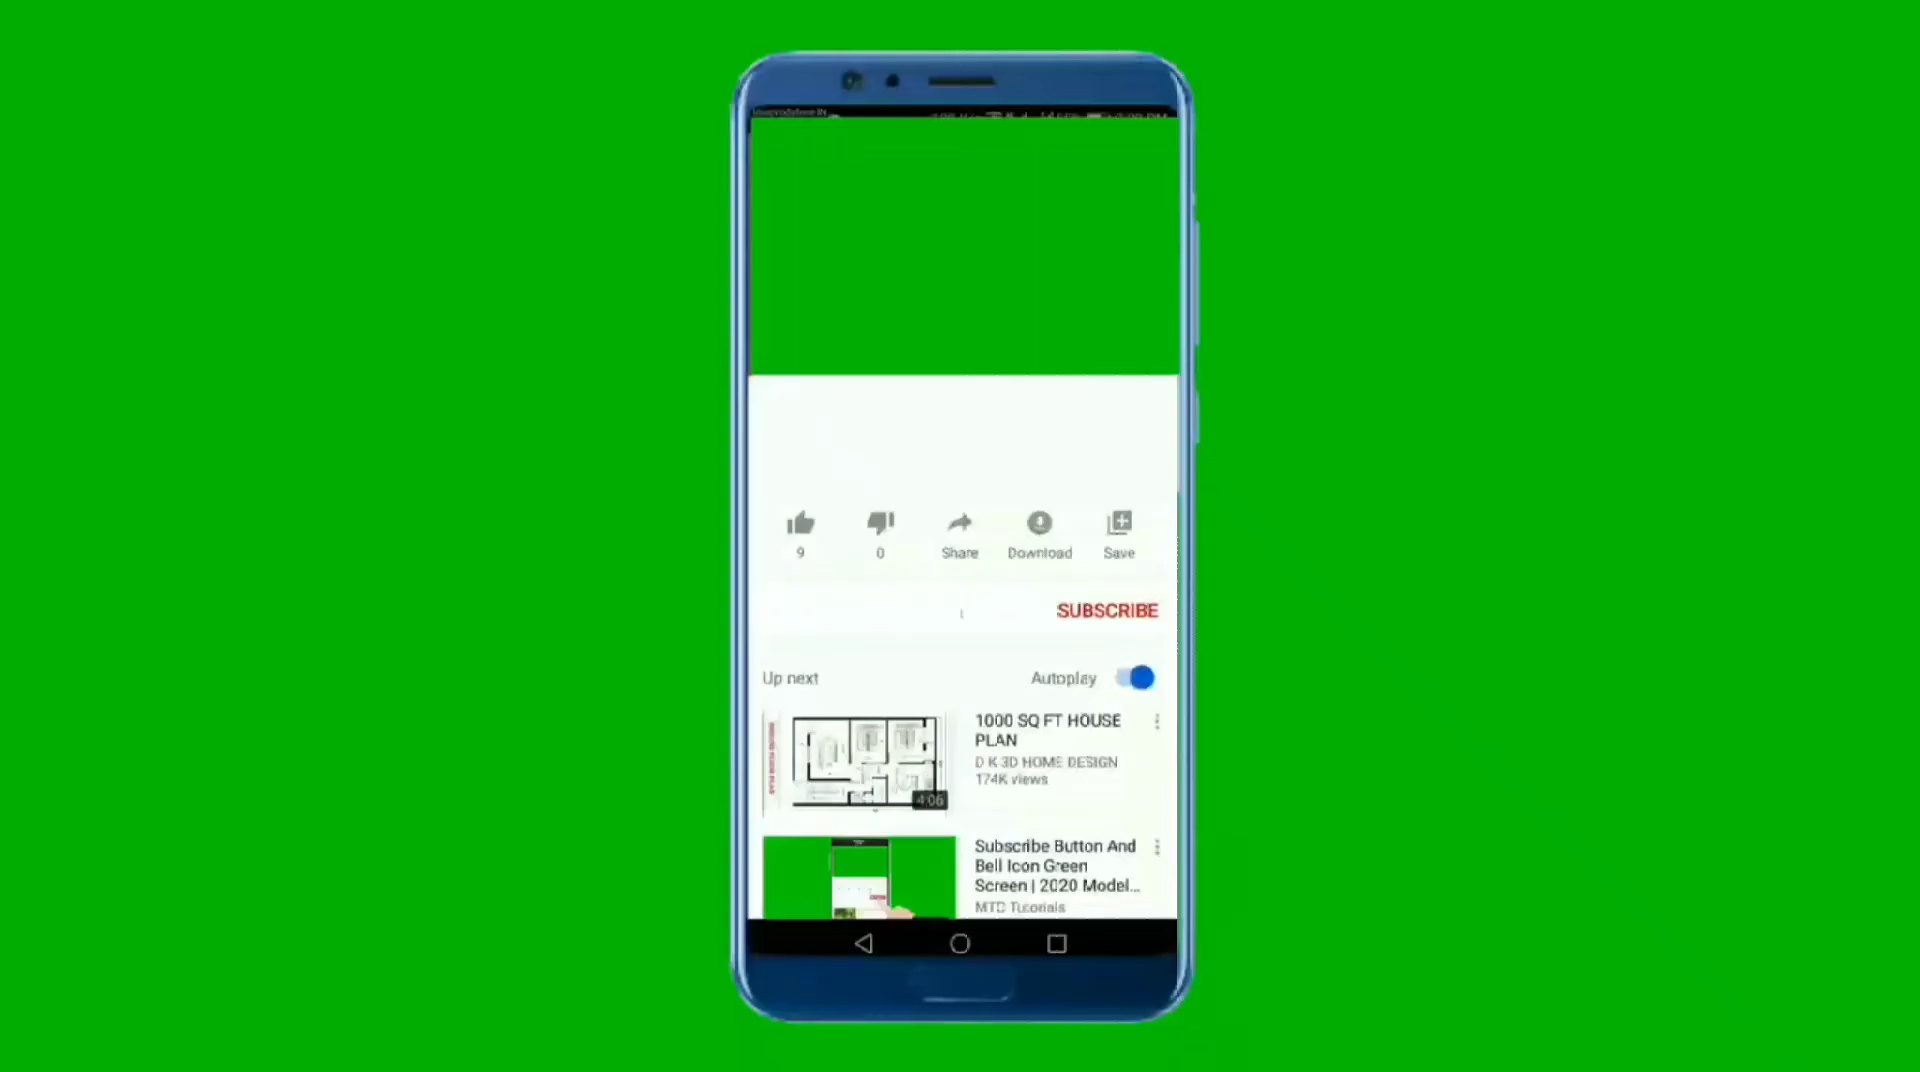 9
0
Share
Download
Save
SUBSCRIBE
Up next
Autoplay
1000 SQ FT HOUSE
PLAN
D K 3D HOME DESIGN
174K views
4:06
Subscribe Button And
Bell Icon Green
Screen | 2020 Model...
MTC Tutorials